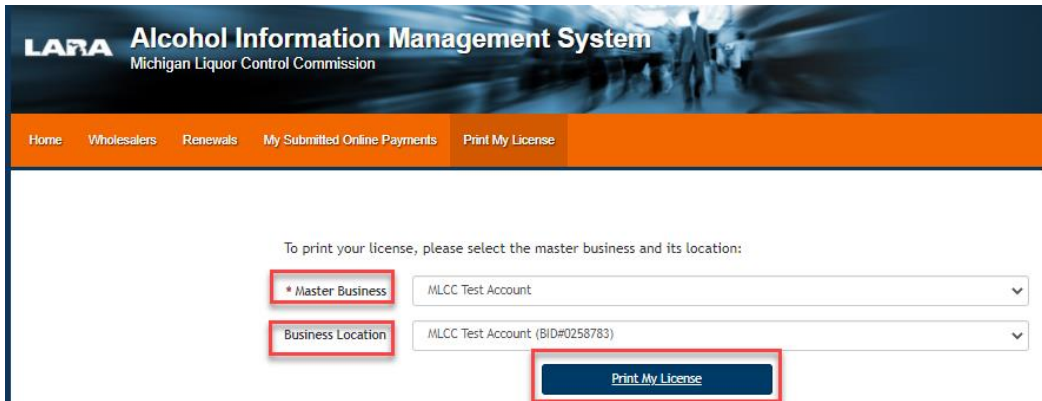 LARA Alcohol Information Management System
Michigan Liquor Control Commission
Home Wholesalers Renewals My Submitted Online Payments Print My License
To print your license, please select the master business and its location:
* Master Business MLCC Test Account
Business Location MLCC Test Account (BID#0258783)
Print My License